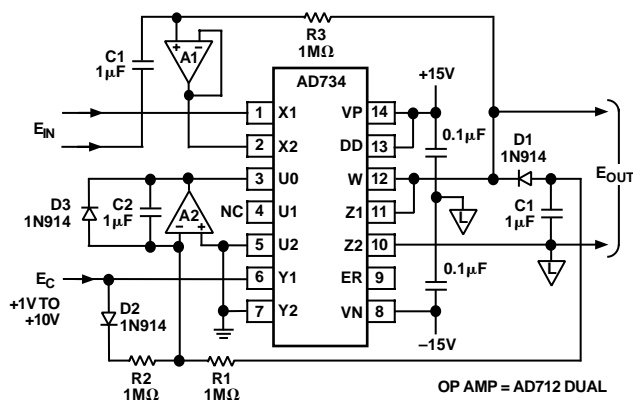 R3
1MΩ
C1
1µF
A1
+
−
AD734
+15V
E_IN
1
X1
VP
14
2
X2
DD
13
0.1µF
D1
1N914
3
U0
W
12
E_OUT
D3
1N914
C2
1µF
A2
−
+
NC
4
U1
Z1
11
L
C1
1µF
5
U2
Z2
10
L
E_C
6
Y1
ER
9
0.1µF
+1V TO
+10V
D2
1N914
7
Y2
VN
8
−15V
R2
1MΩ
R1
1MΩ
OP AMP = AD712 DUAL